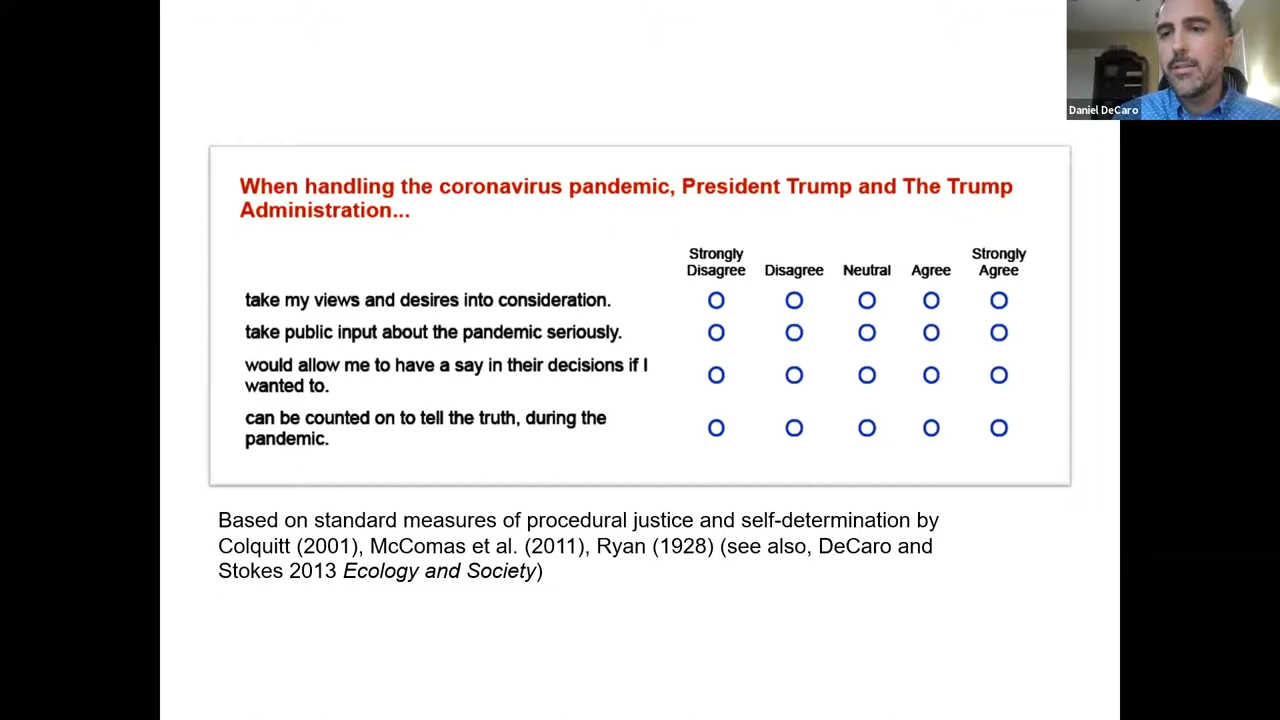 Daniel DeCaro
When handling the coronavirus pandemic, President Trump and The Trump
Administration...
Strongly Disagree Disagree Neutral Agree Strongly Agree
take my views and desires into consideration.
take public input about the pandemic seriously.
would allow me to have a say in their decisions if I
wanted to.
can be counted on to tell the truth, during the
pandemic.
Based on standard measures of procedural justice and self-determination by
Colquitt (2001), McComas et al. (2011), Ryan (1928) (see also, DeCaro and
Stokes 2013 Ecology and Society)